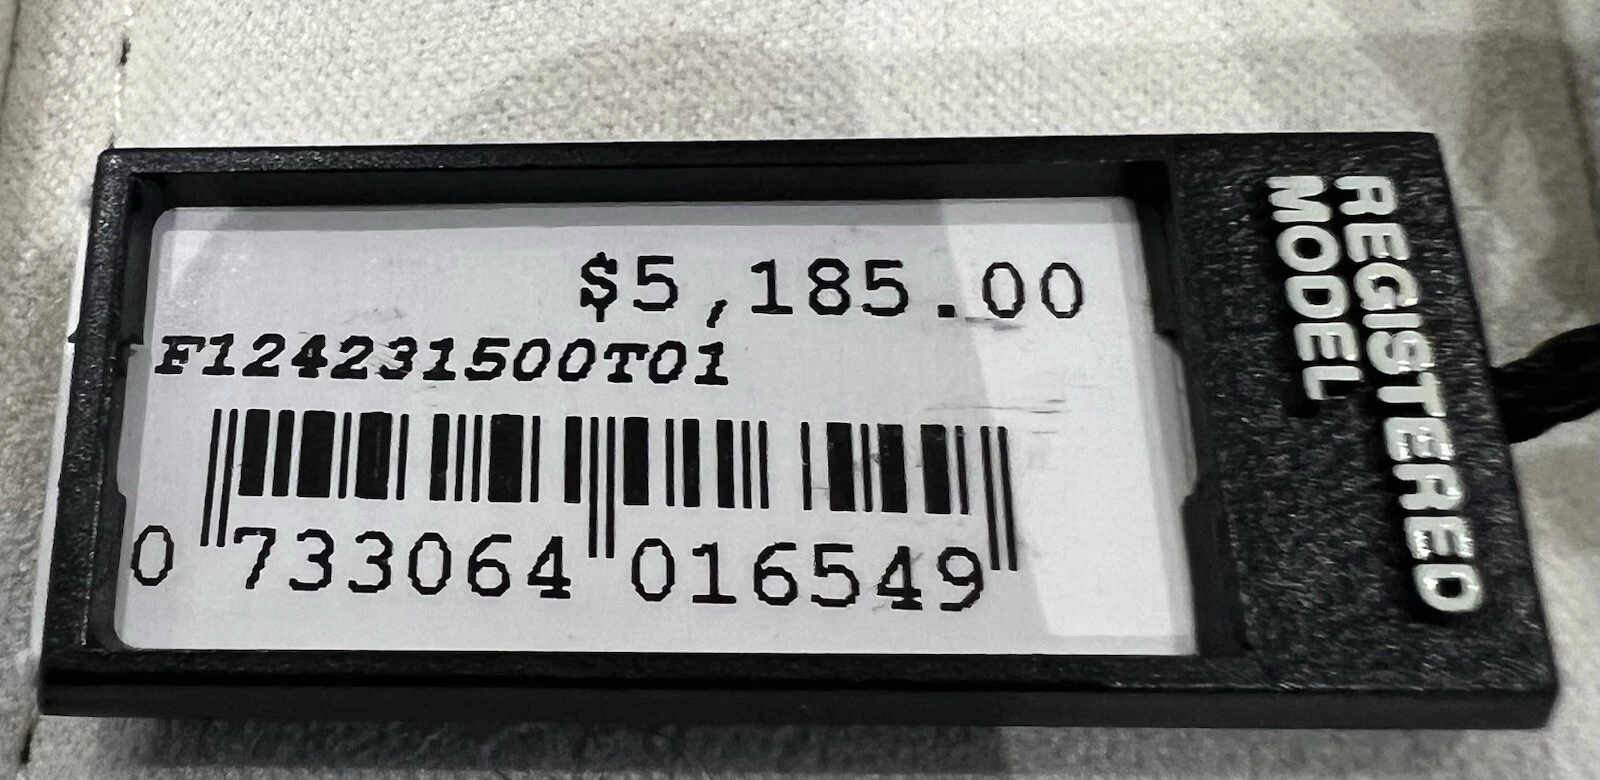 $5,185.00
F124231500T01
0 733064 016549
REGISTERED
MODEL